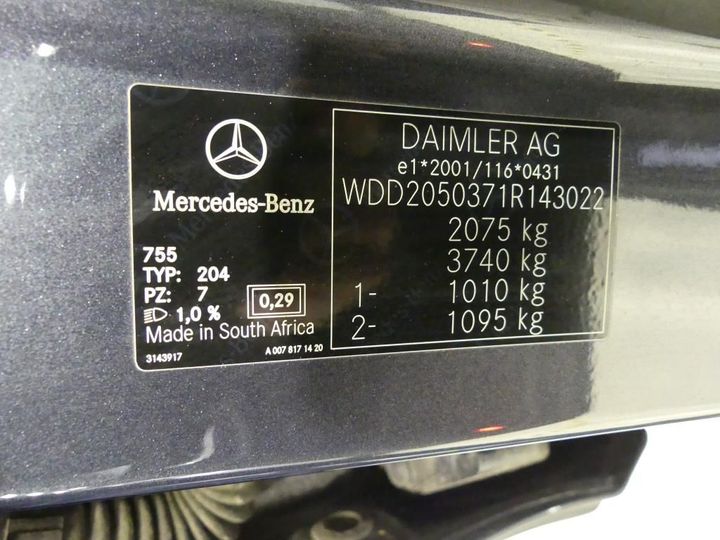 Mercedes-Benz
755
TYP: 204
PZ: 7
1,0 %
0,29
Made in South Africa
3143917
A 007 817 14 20
DAIMLER AG
e1*2001/116*0431
WDD2050371R143022
2075 kg
3740 kg
1- 1010 kg
2- 1095 kg